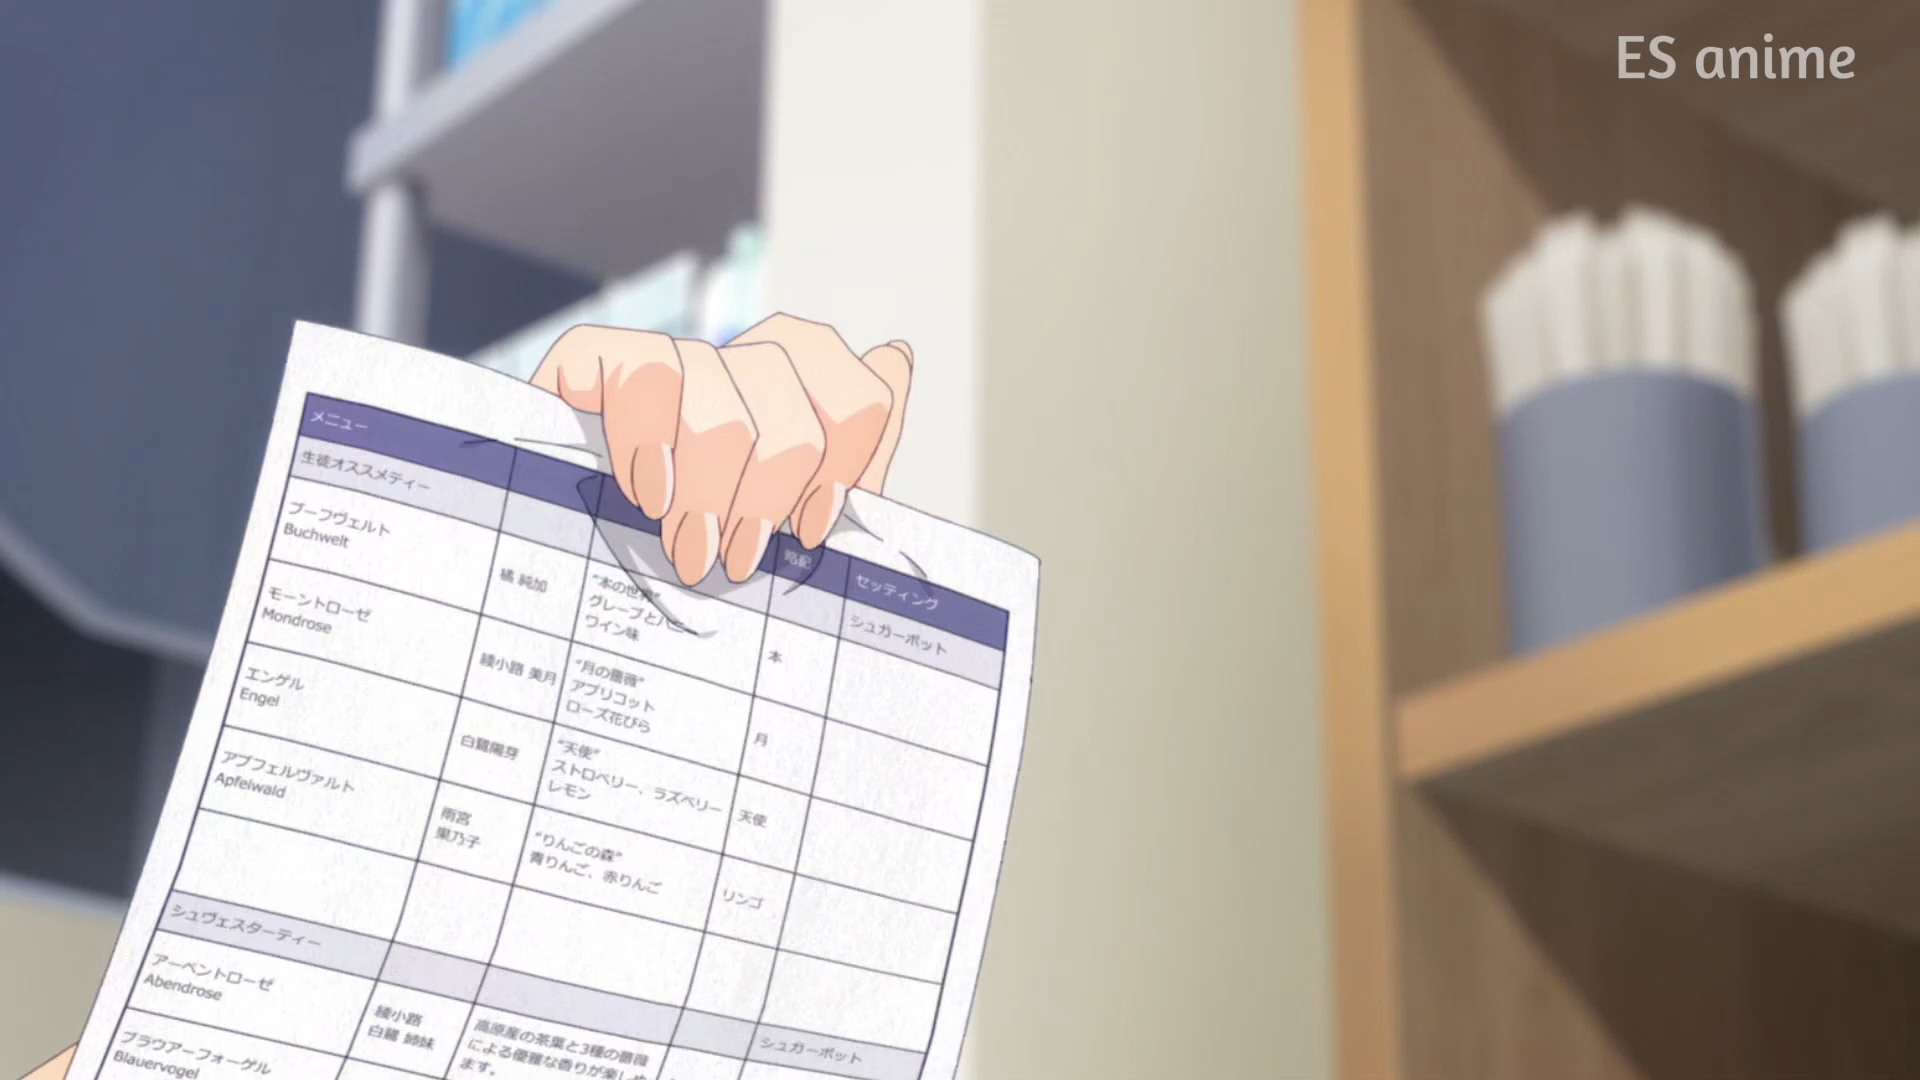 ES anime
メニュー
略記
セッティング
生徒オススメティー
シュガーポット
ブーフヴェルト
Buchwelt
橘 純加
"本の世界"
グレープと
ワイン味
本
モーントローゼ
Mondrose
綾小路 美月
"月の薔薇"
アプリコット
ローズ花びら
月
エンゲル
Engel
白鷺陽芽
"天使"
ストロベリー、ラズベリー
レモン
天使
アプフェルヴァルト
Apfelwald
雨宮
果乃子
"りんごの森"
青りんご、赤りんご
リンゴ
シュヴェスターティー
シュガーポット
アーベントローゼ
Abendrose
綾小路
白鷺 姉妹
高原産の茶葉と3種の薔薇
による優雅な香りが楽しめ
ます。
ブラウアーフォーゲル
Blauervogel